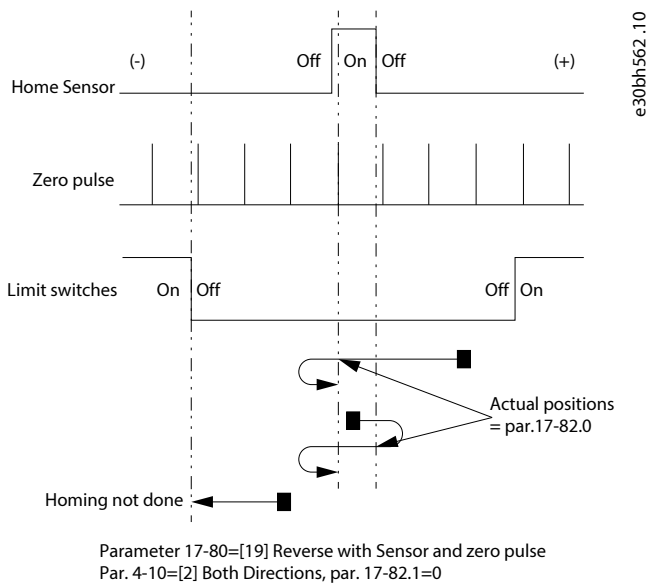 e30bh562 .10
(-)
Off
On
Off
(+)
Home Sensor
Zero pulse
Limit switches
On
Off
Off
On
Actual positions
= par.17-82.0
Homing not done
Parameter 17-80=[19] Reverse with Sensor and zero pulse
Par. 4-10=[2] Both Directions, par. 17-82.1=0